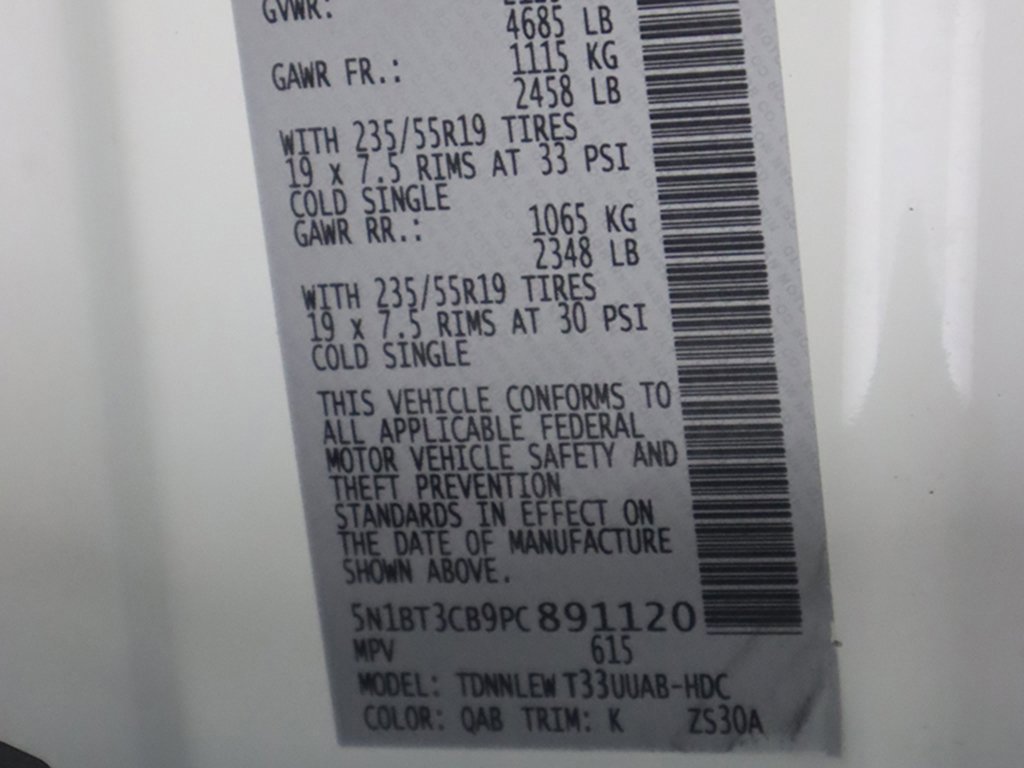 GVWR:
4685 LB
GAWR FR.: 1115 KG
2458 LB
WITH 235/55R19 TIRES
19 x 7.5 RIMS AT 33 PSI
COLD SINGLE
GAWR RR.: 1065 KG
2348 LB
WITH 235/55R19 TIRES
19 x 7.5 RIMS AT 30 PSI
COLD SINGLE
THIS VEHICLE CONFORMS TO
ALL APPLICABLE FEDERAL
MOTOR VEHICLE SAFETY AND
THEFT PREVENTION
STANDARDS IN EFFECT ON
THE DATE OF MANUFACTURE
SHOWN ABOVE.
5N1BT3CB9PC891120
MPV 615
MODEL: TDNNLEW T33UUAB-HDC
COLOR: QAB TRIM: K ZS30A